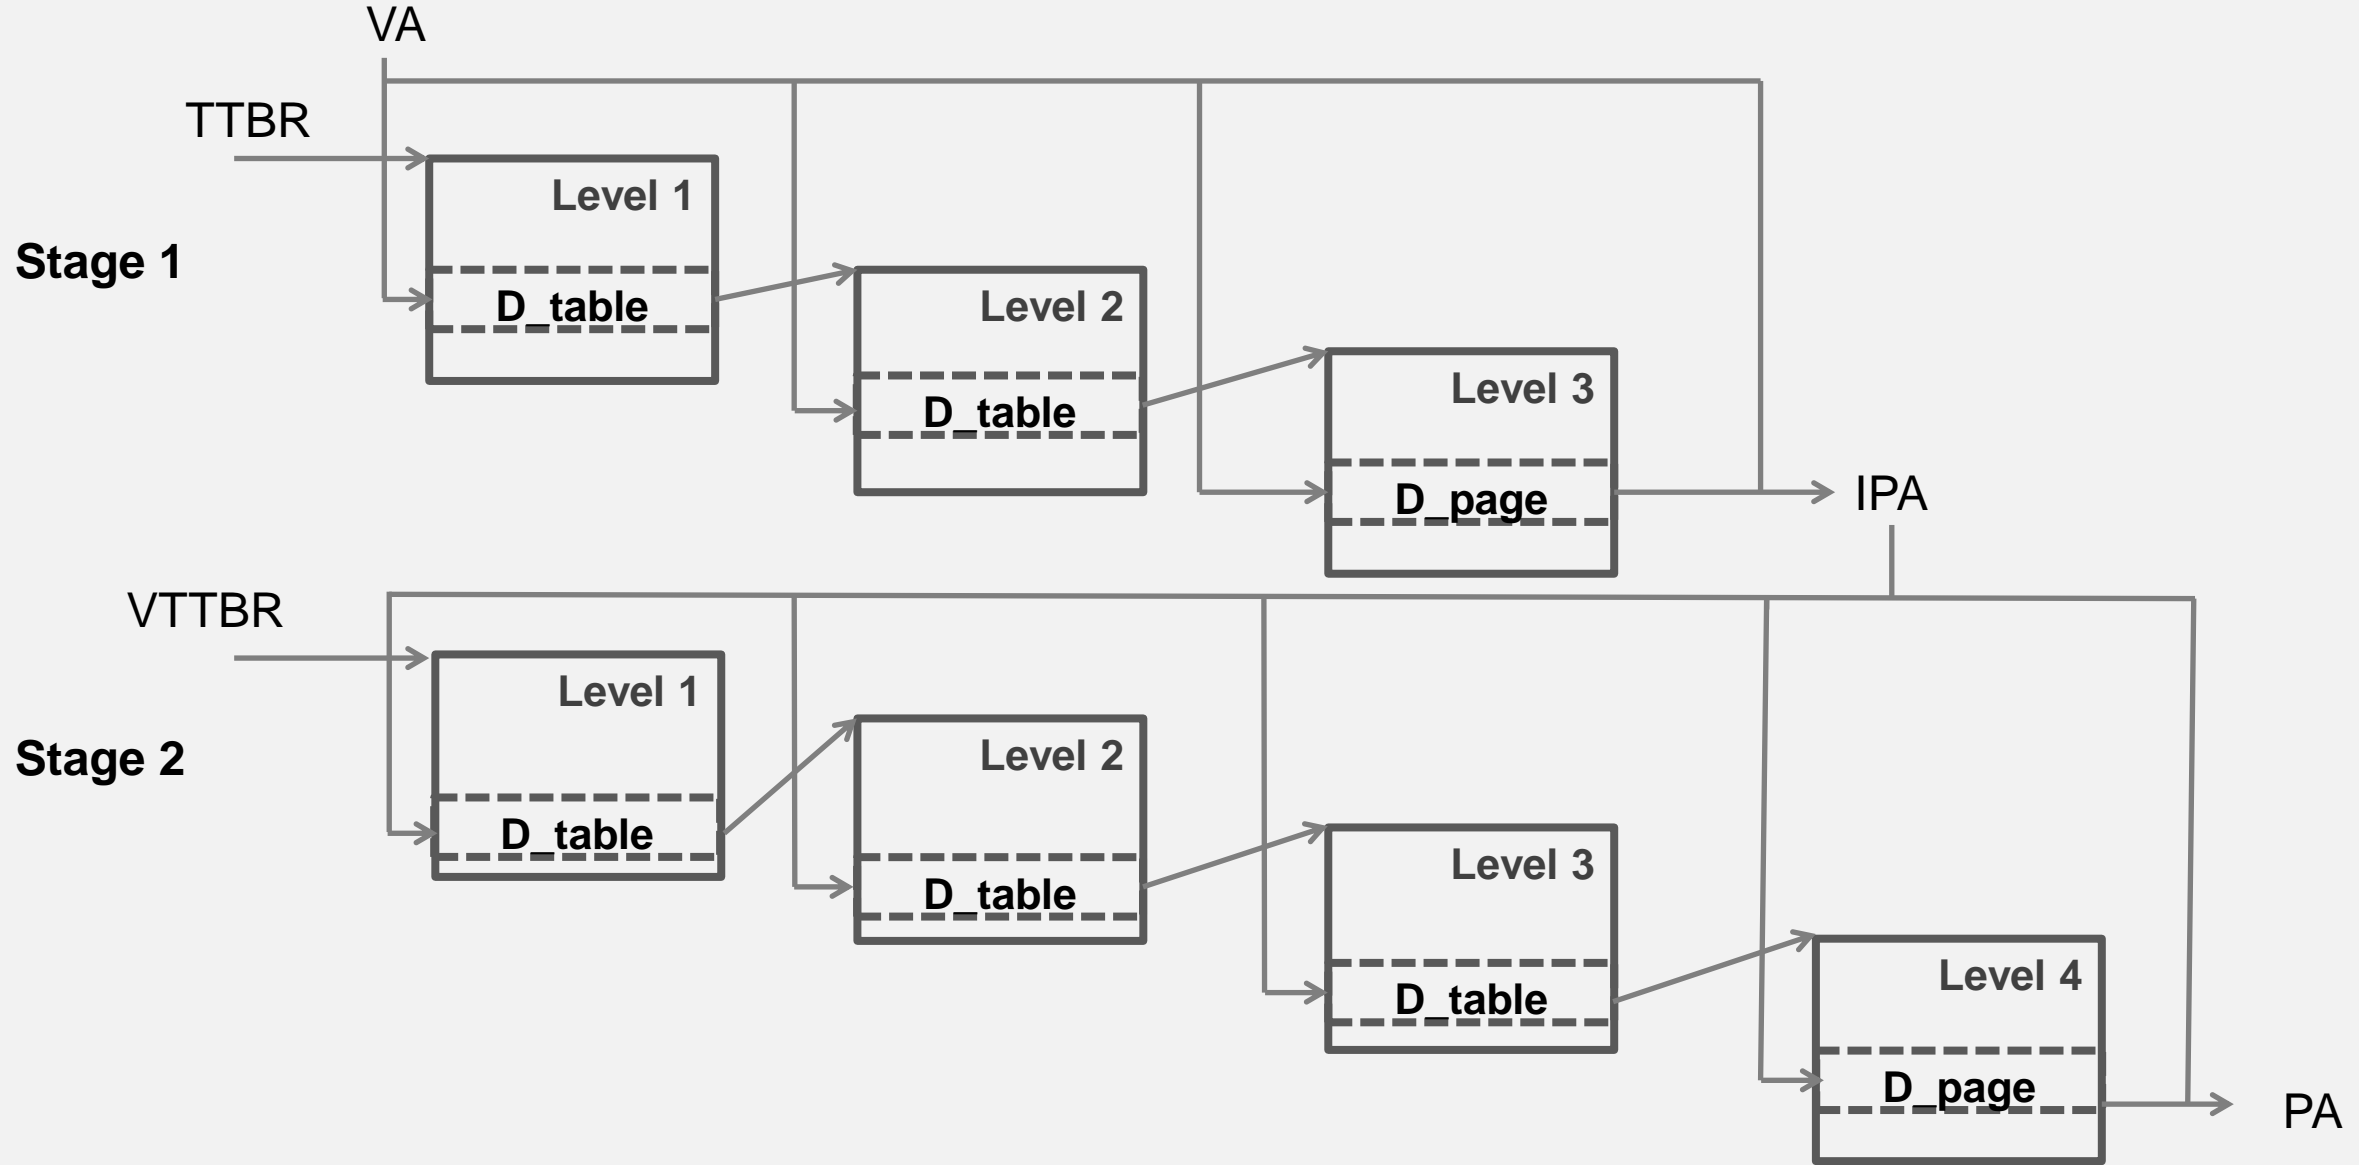 VA
TTBR
Level 1
Stage 1
D_table
Level 2
D_table
Level 3
D_page
IPA
VTTBR
Level 1
Stage 2
D_table
Level 2
D_table
Level 3
D_table
Level 4
D_page
PA